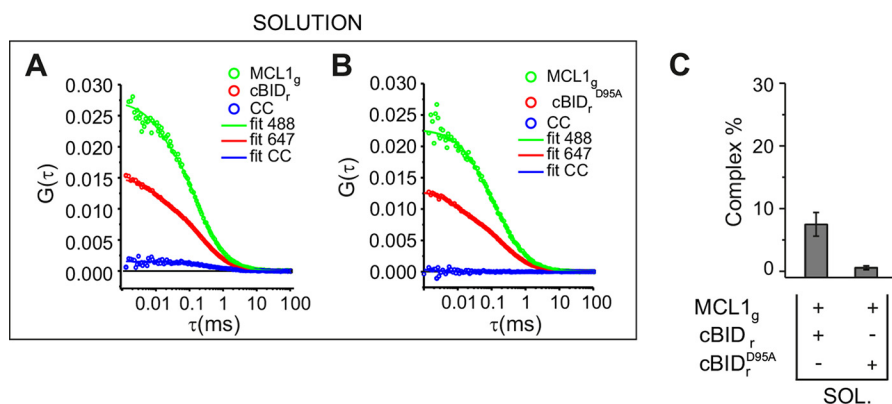 SOLUTION
A
MCL1g
cBIDr
CC
fit 488
fit 647
fit CC
0.030
0.025
0.020
0.015
0.010
0.005
0.000
G(τ)
0.01 0.1 1 10 100
τ(ms)
B
MCL1g
cBIDr D95A
CC
fit 488
fit 647
fit CC
0.030
0.025
0.020
0.015
0.010
0.005
0.000
G(τ)
0.01 0.1 1 10 100
τ(ms)
C
30
10
0
Complex %
MCL1g + +
cBIDr + -
cBIDr D95A - +
SOL.